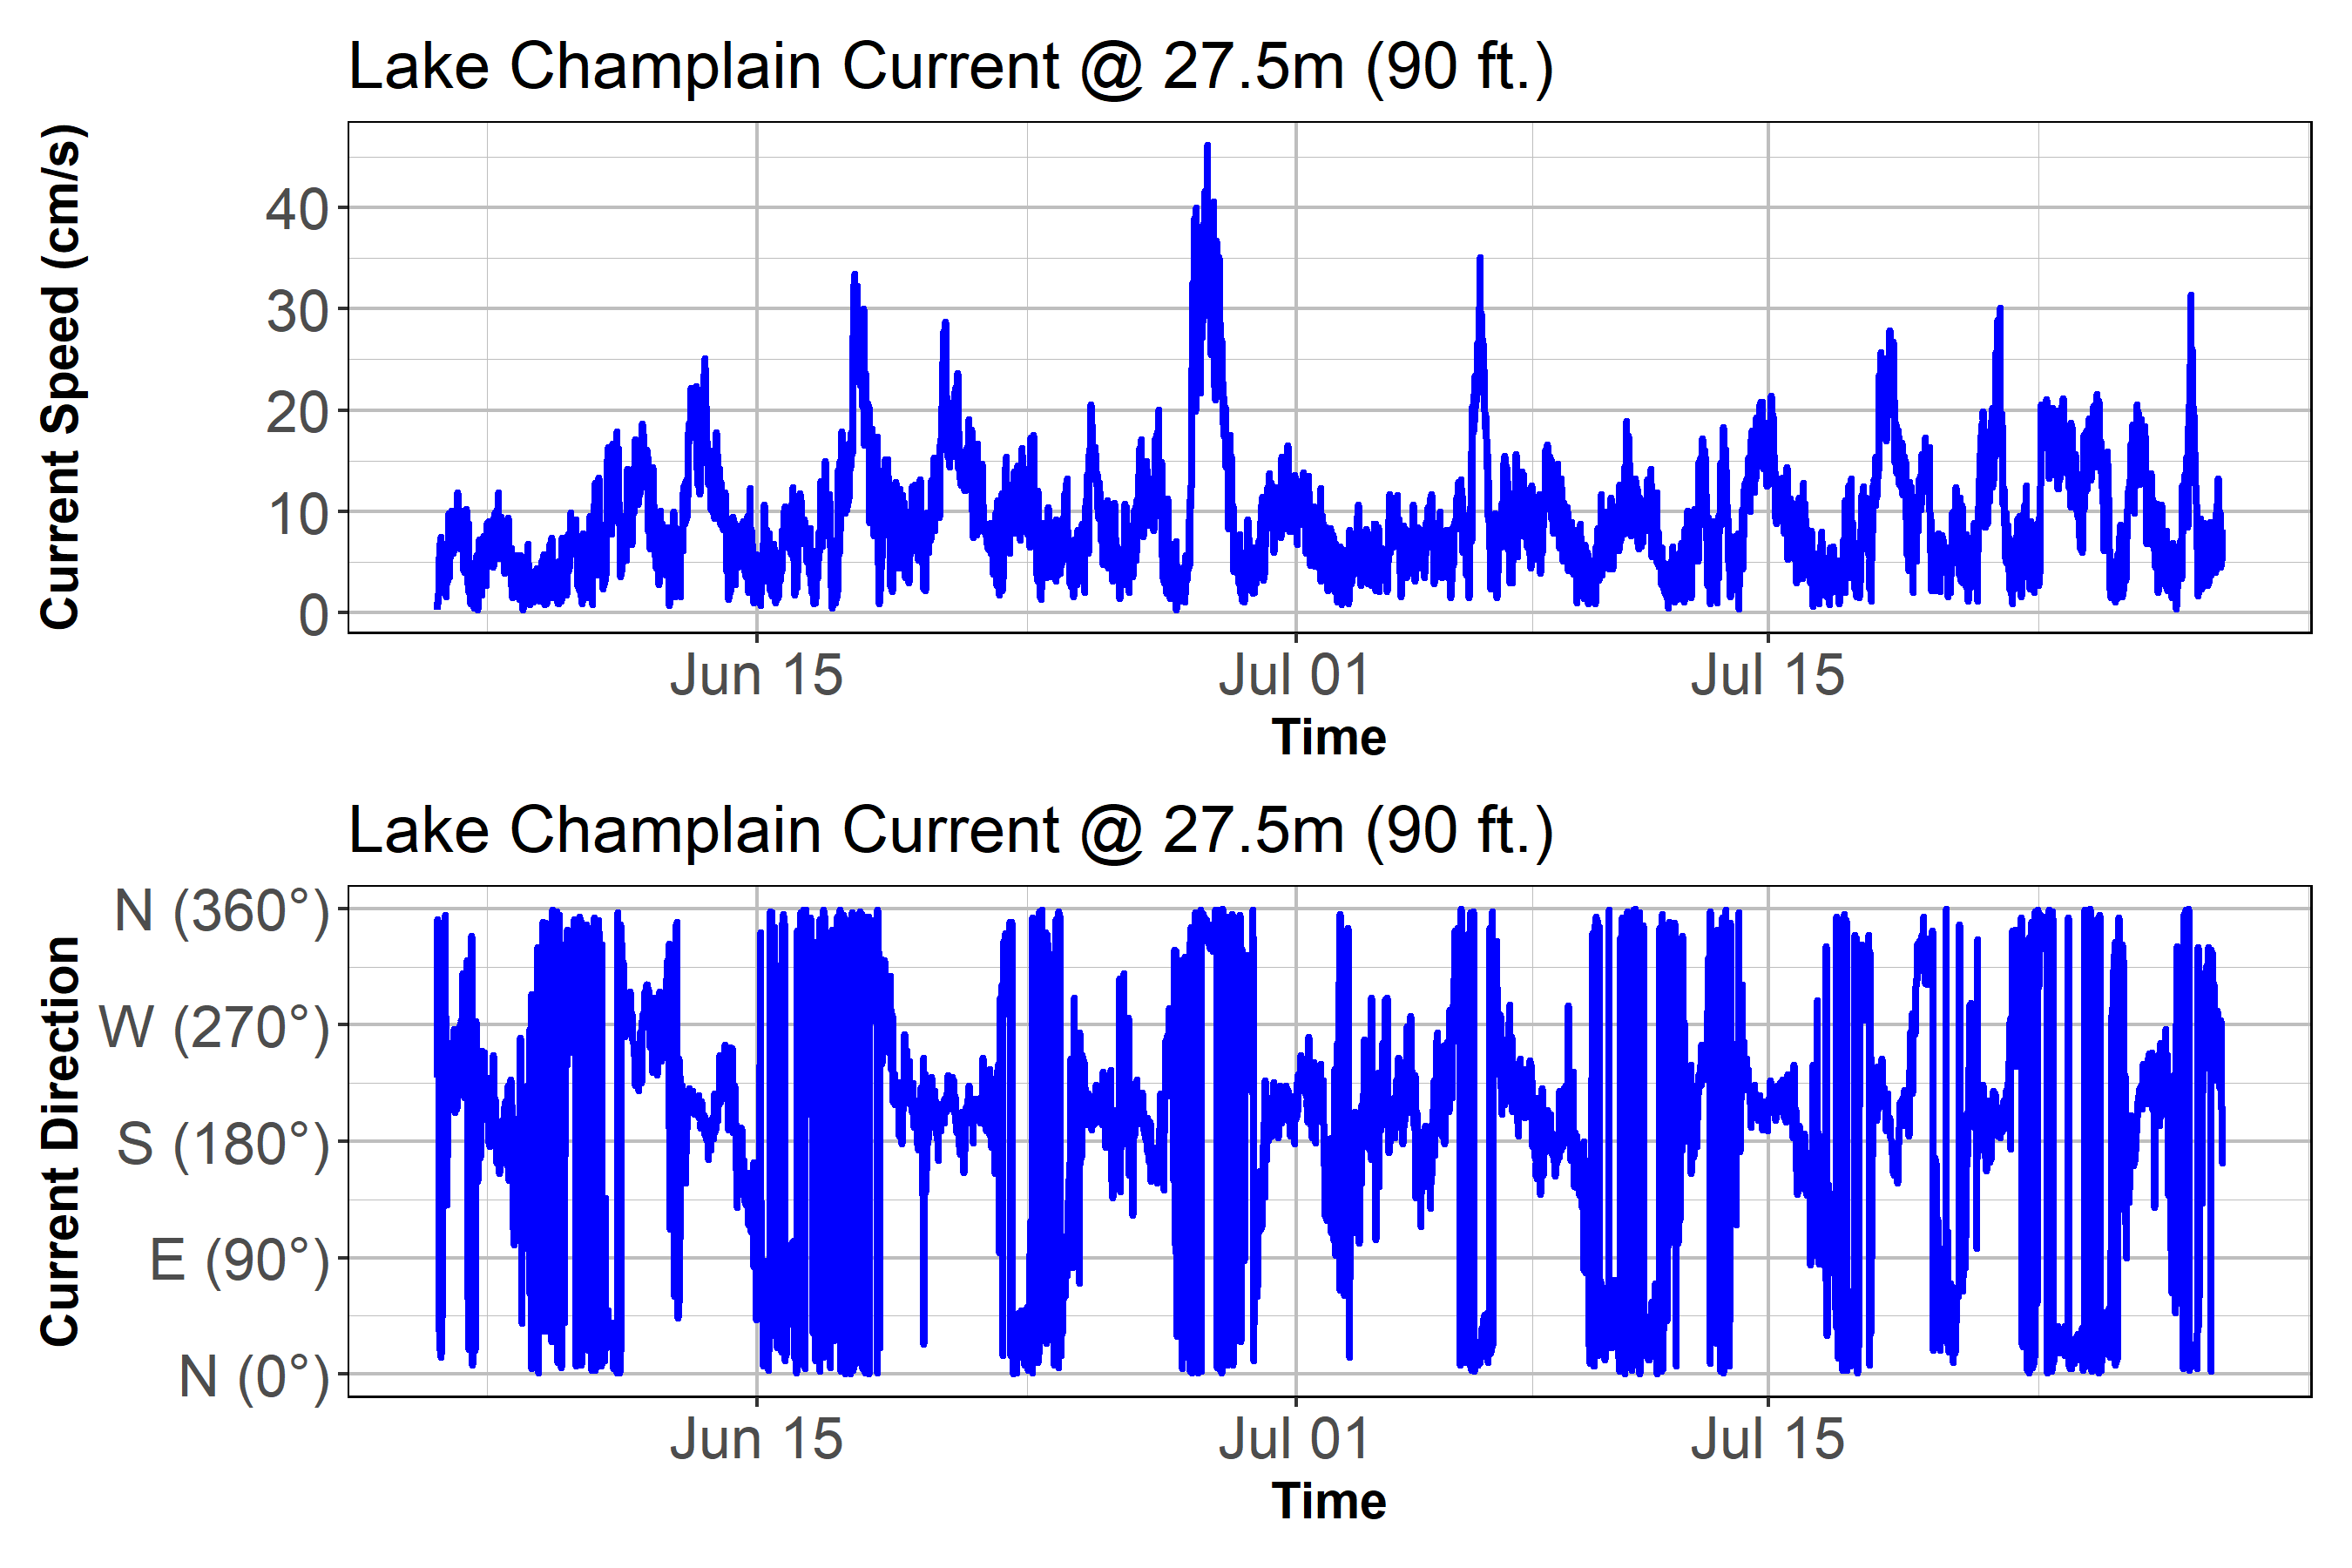 Lake Champlain Current @ 27.5m (90 ft.)
Current Speed (cm/s)
40
30
20
10
0
Jun 15 Jul 01 Jul 15
Time
Lake Champlain Current @ 27.5m (90 ft.)
Current Direction
N (360°)
W (270°)
S (180°)
E (90°)
N (0°)
Jun 15 Jul 01 Jul 15
Time